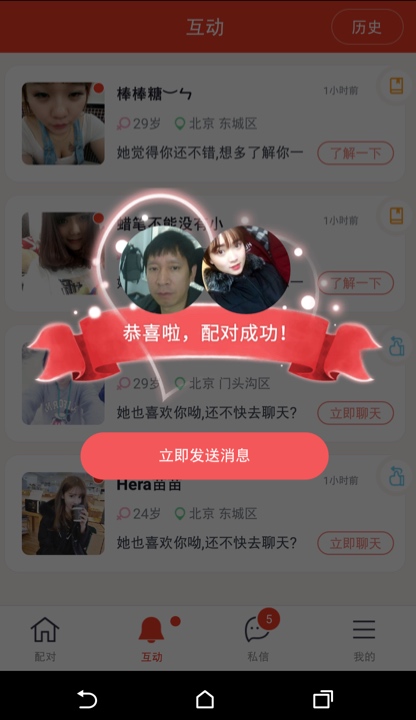 互动
历史
棒棒糖︶ㄣ
1小时前
29岁
北京 东城区
她觉得你还不错,想多了解你一
了解一下
蜡笔不能没有小
1小时前
了解一下
恭喜啦，配对成功！
29岁
北京 门头沟区
她也喜欢你呦,还不快去聊天?
立即聊天
立即发送消息
Hera苗苗
1小时前
24岁
北京 东城区
她也喜欢你呦,还不快去聊天?
立即聊天
5
配对
互动
私信
我的